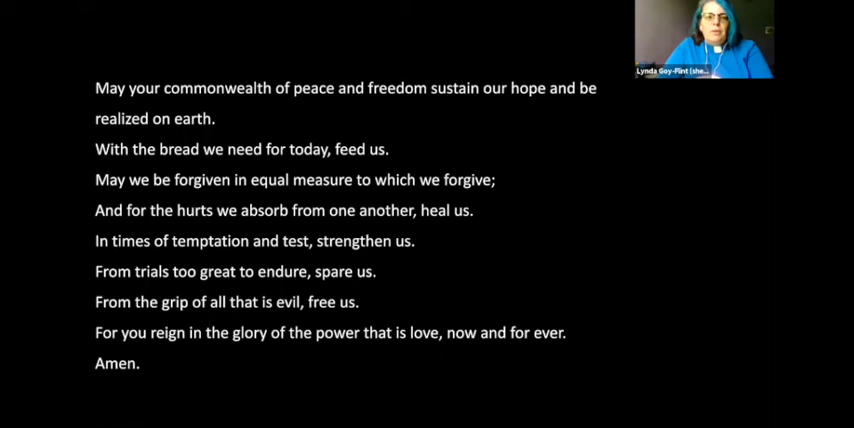 May your commonwealth of peace and freedom sustain our hope and be
realized on earth.
With the bread we need for today, feed us.
May we be forgiven in equal measure to which we forgive;
And for the hurts we absorb from one another, heal us.
In times of temptation and test, strengthen us.
From trials too great to endure, spare us.
From the grip of all that is evil, free us.
For you reign in the glory of the power that is love, now and for ever.
Amen.
Lynda Goy-Flint (she...